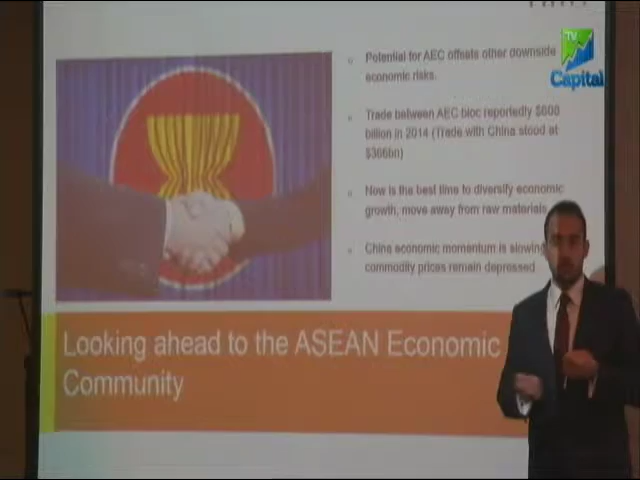 TV
Capital
Potential for AEC offsets other downside
economic risks.
Trade between AEC bloc reportedly $608
billion in 2014 (Trade with China stood at
$366bn)
Now is the best time to diversify economic
growth, move away from raw materials
China economic momentum is slowing
commodity prices remain depressed
Looking ahead to the ASEAN Economic
Community